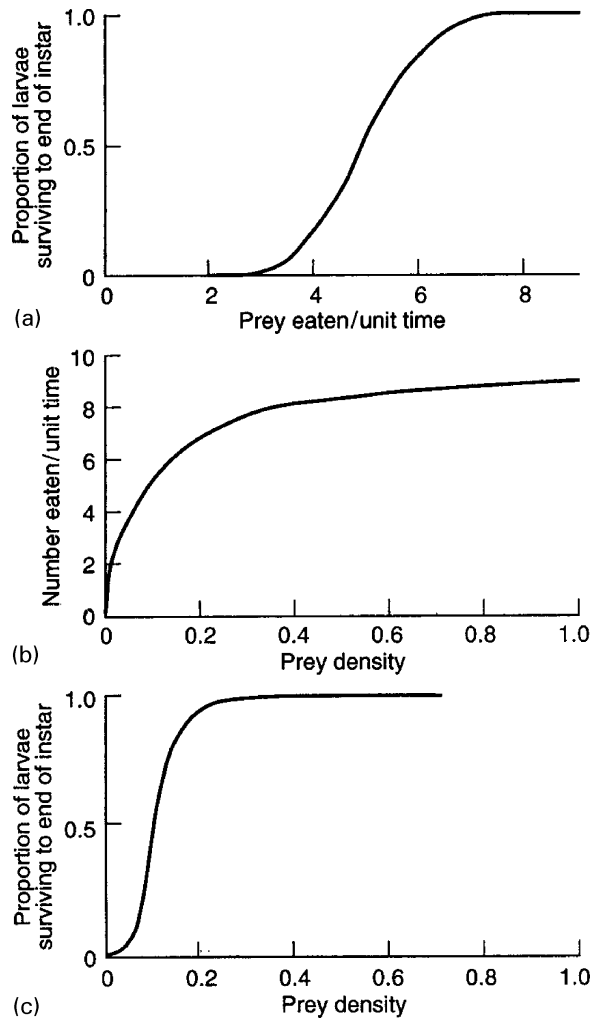 Proportion of larvae
surviving to end of instar
1.0
0.5
0
0 2 4 6 8
Prey eaten/unit time
(a)
Number eaten/unit time
10
8
6
4
2
0
0 0.2 0.4 0.6 0.8 1.0
Prey density
(b)
Proportion of larvae
surviving to end of instar
1.0
0.5
0
0 0.2 0.4 0.6 0.8 1.0
Prey density
(c)